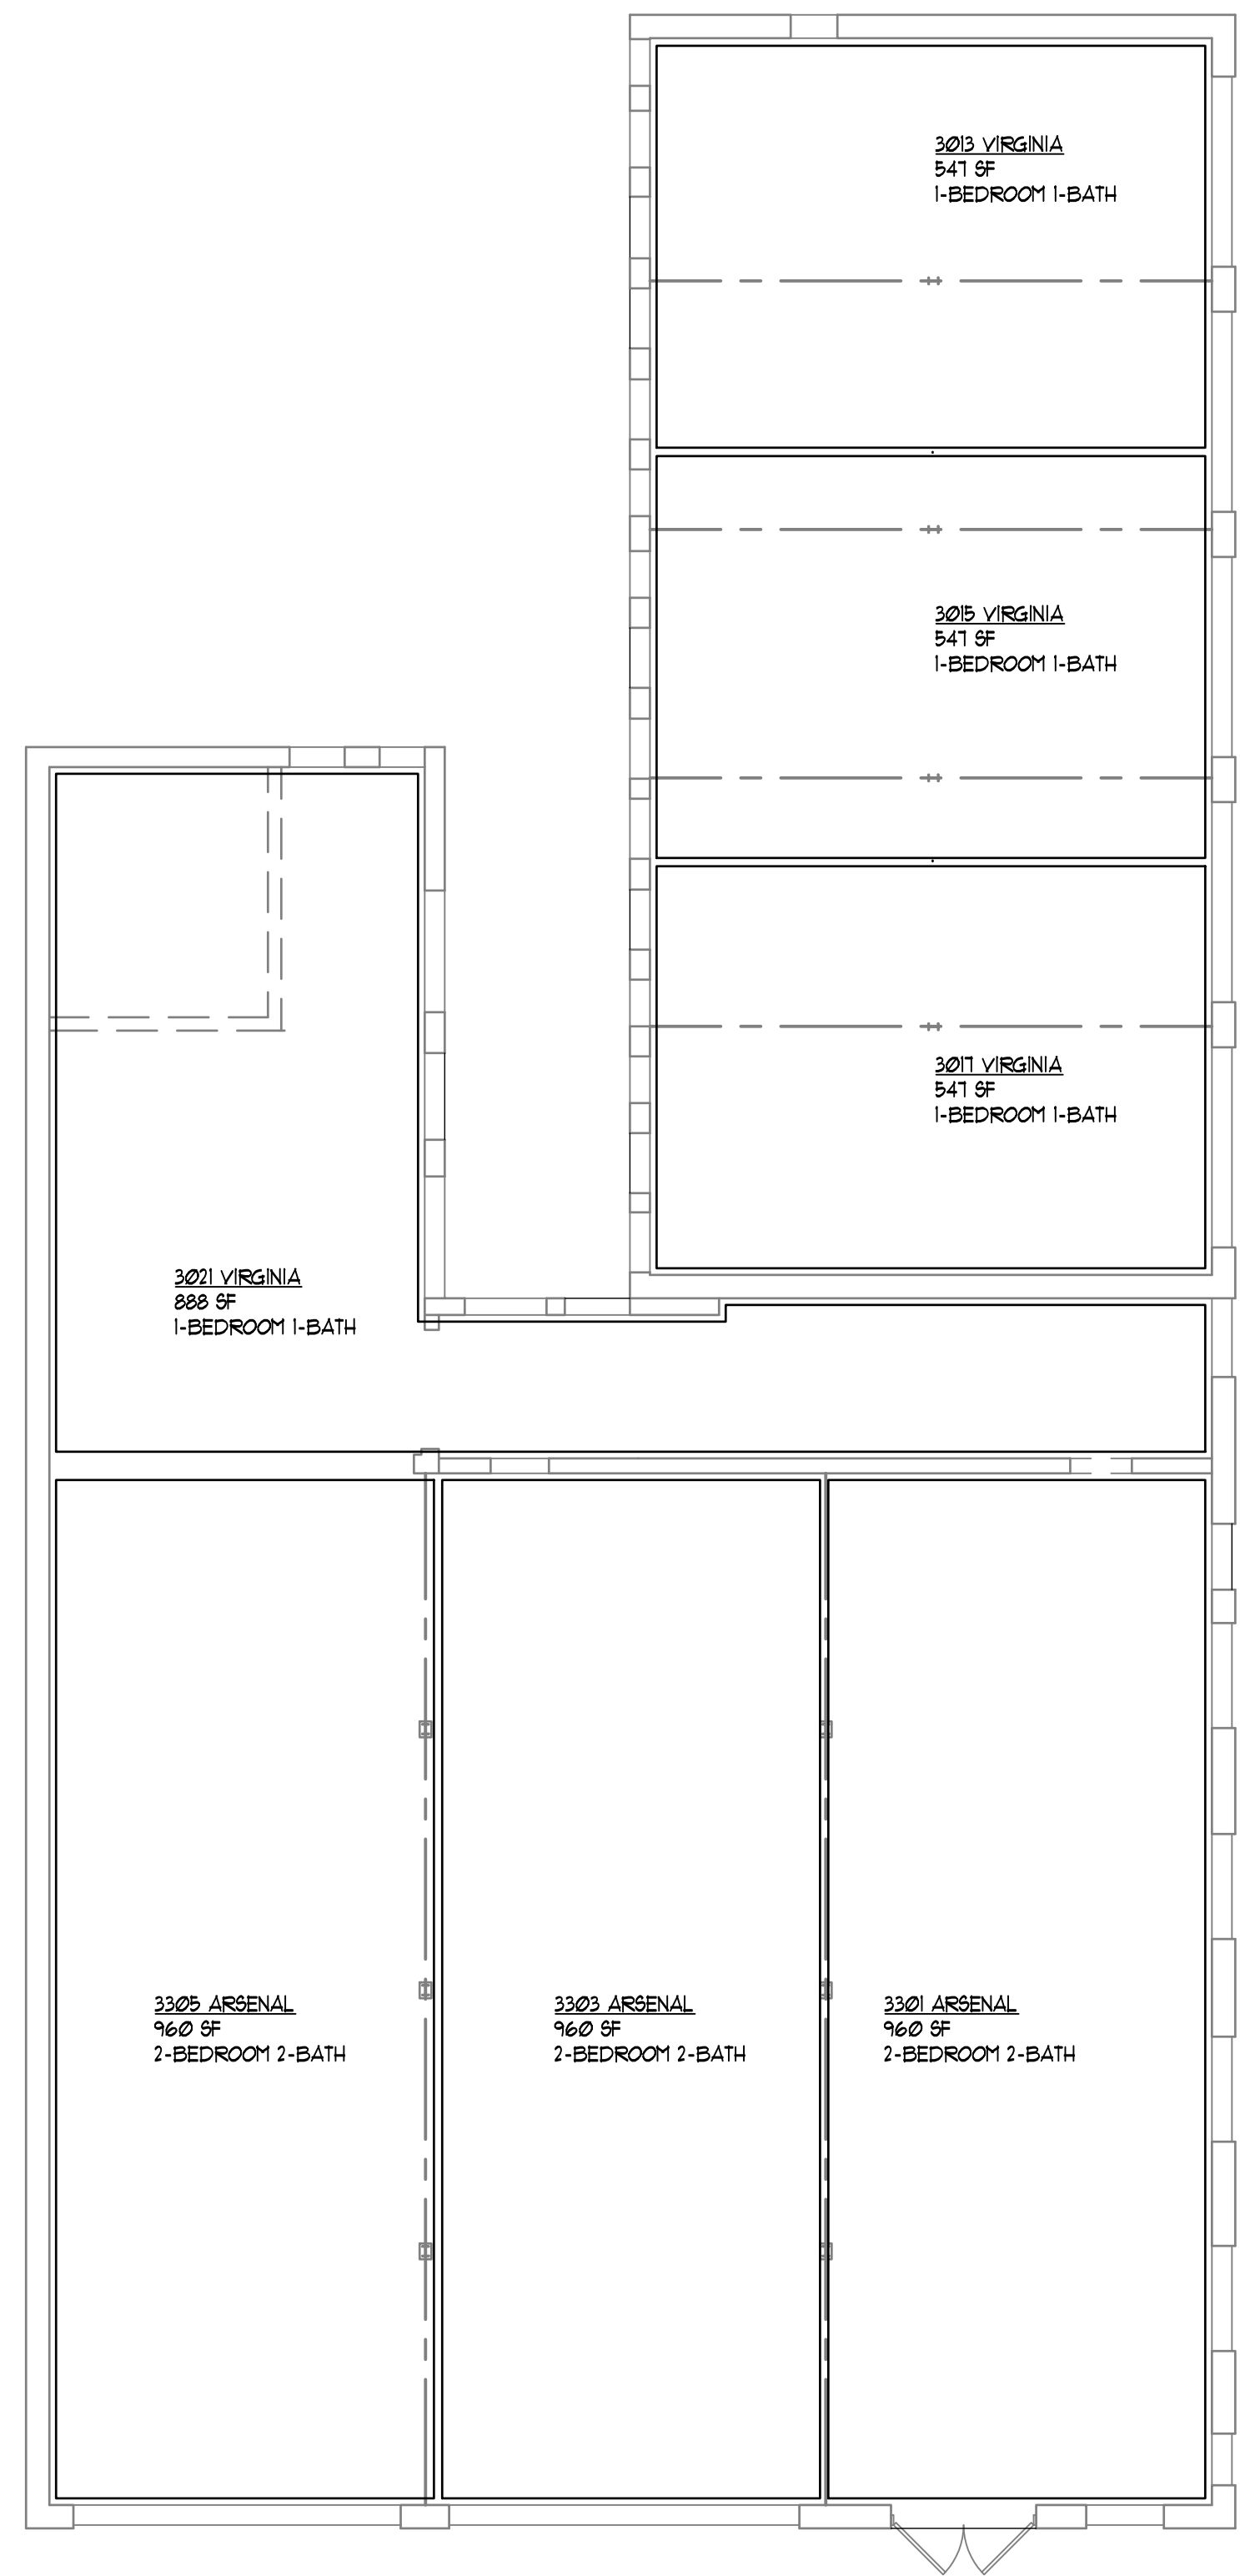 3013 VIRGINIA
547 SF
1-BEDROOM 1-BATH
3015 VIRGINIA
547 SF
1-BEDROOM 1-BATH
3017 VIRGINIA
547 SF
1-BEDROOM 1-BATH
3021 VIRGINIA
888 SF
1-BEDROOM 1-BATH
3305 ARSENAL
960 SF
2-BEDROOM 2-BATH
3303 ARSENAL
960 SF
2-BEDROOM 2-BATH
3301 ARSENAL
960 SF
2-BEDROOM 2-BATH